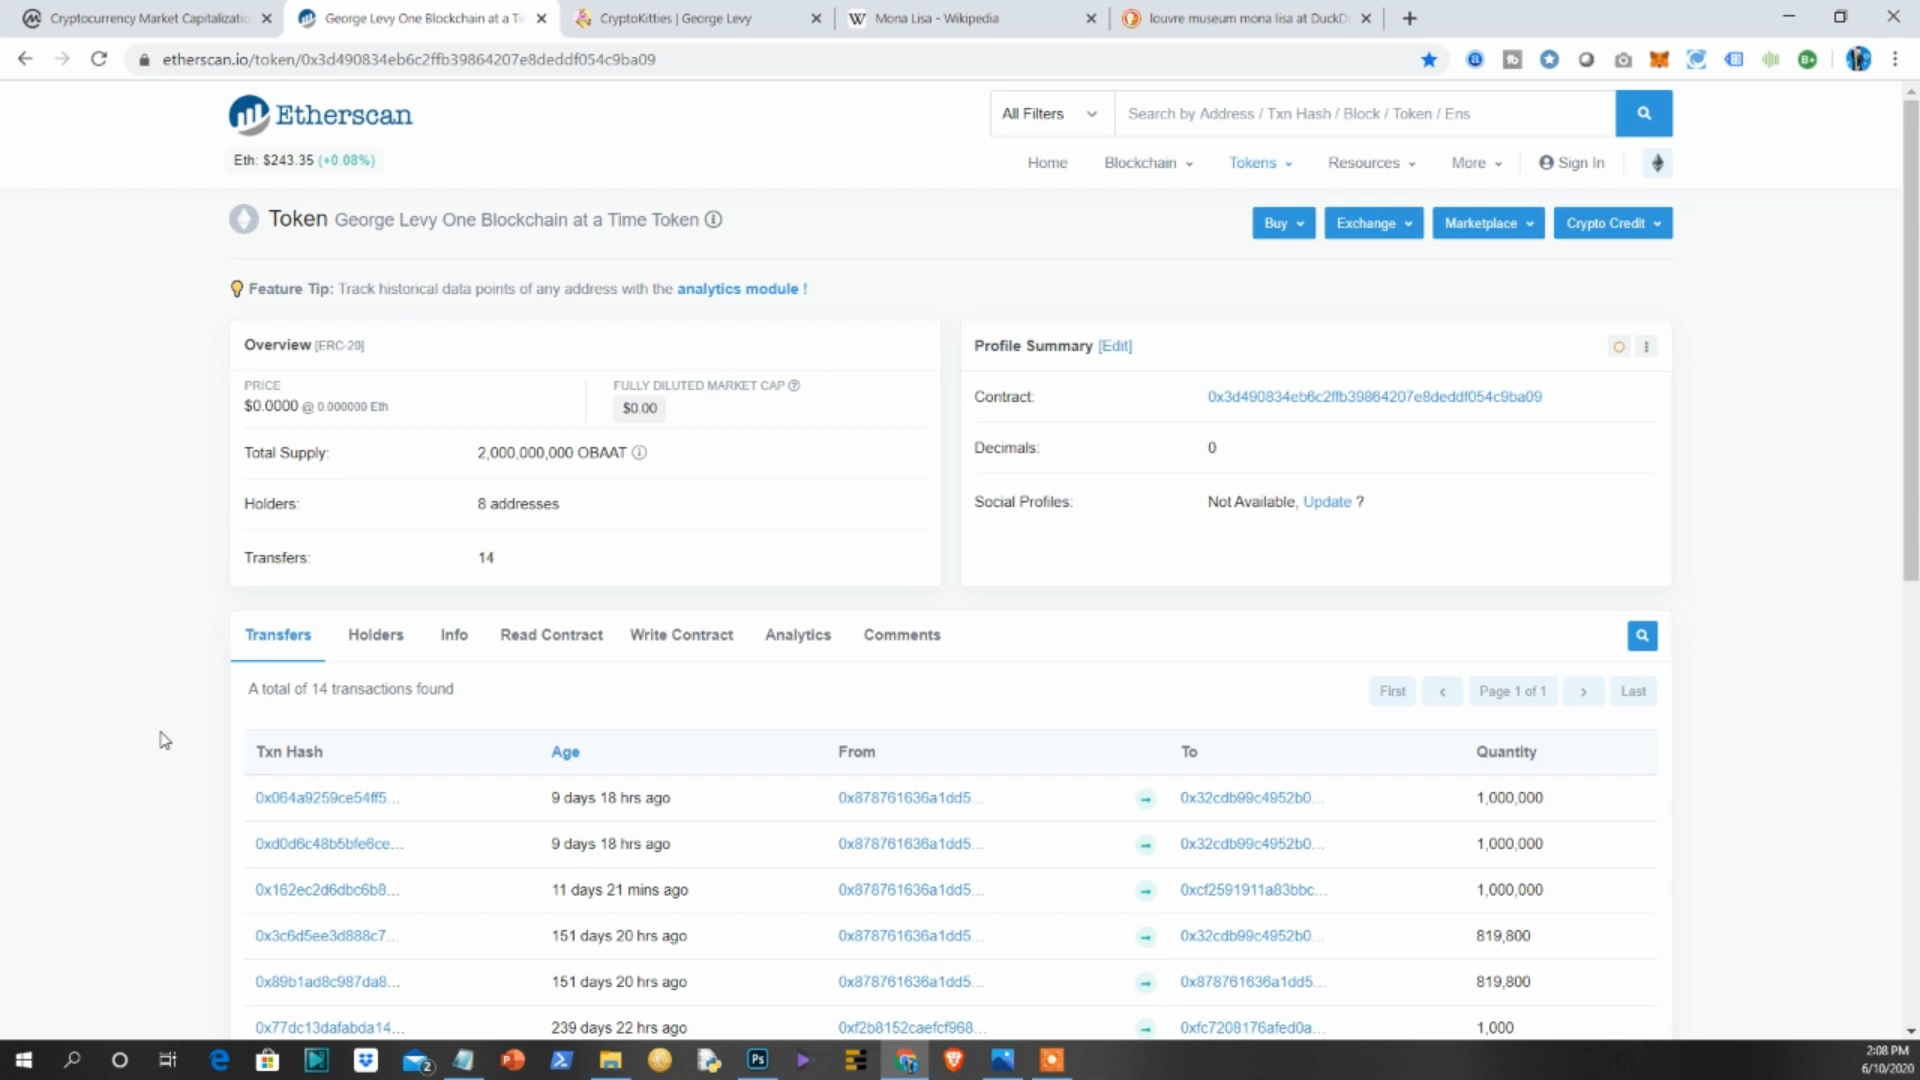 Cryptocurrency Market Capitalizatio
George Levy One Blockchain at a Ti
CryptoKitties | George Levy
Mona Lisa - Wikipedia
louvre museum mona lisa at DuckD
etherscan.io/token/0x3d490834eb6c2ffb39864207e8deddf054c9ba09
Etherscan
All Filters
Search by Address / Txn Hash / Block / Token / Ens
Eth: $243.35 (+0.08%)
Home Blockchain Tokens Resources More Sign In
Token George Levy One Blockchain at a Time Token
Buy Exchange Marketplace Crypto Credit
Feature Tip: Track historical data points of any address with the analytics module !
Overview [ERC-20]
PRICE
$0.0000 @ 0.000000 Eth
FULLY DILUTED MARKET CAP
$0.00
Total Supply: 2,000,000,000 OBAAT
Holders: 8 addresses
Transfers: 14
Profile Summary [Edit]
Contract: 0x3d490834eb6c2ffb39864207e8deddf054c9ba09
Decimals: 0
Social Profiles: Not Available, Update ?
Transfers Holders Info Read Contract Write Contract Analytics Comments
A total of 14 transactions found
First Page 1 of 1 Last
Txn Hash Age From To Quantity
0x064a9259ce54ff5... 9 days 18 hrs ago 0x878761636a1dd5... 0x32cdb99c4952b0... 1,000,000
0xd0d6c48b5bfe6ce... 9 days 18 hrs ago 0x878761636a1dd5... 0x32cdb99c4952b0... 1,000,000
0x162ec2d6dbc6b8... 11 days 21 mins ago 0x878761636a1dd5... 0xcf2591911a83bbc... 1,000,000
0x3c6d5ee3d888c7... 151 days 20 hrs ago 0x878761636a1dd5... 0x32cdb99c4952b0... 819,800
0x89b1ad8c987da8... 151 days 20 hrs ago 0x878761636a1dd5... 0x878761636a1dd5... 819,800
0x77dc13dafabda14... 239 days 22 hrs ago 0xf2b8152caefcf968... 0xfc7208176afed0a... 1,000
2:08 PM
6/10/2020